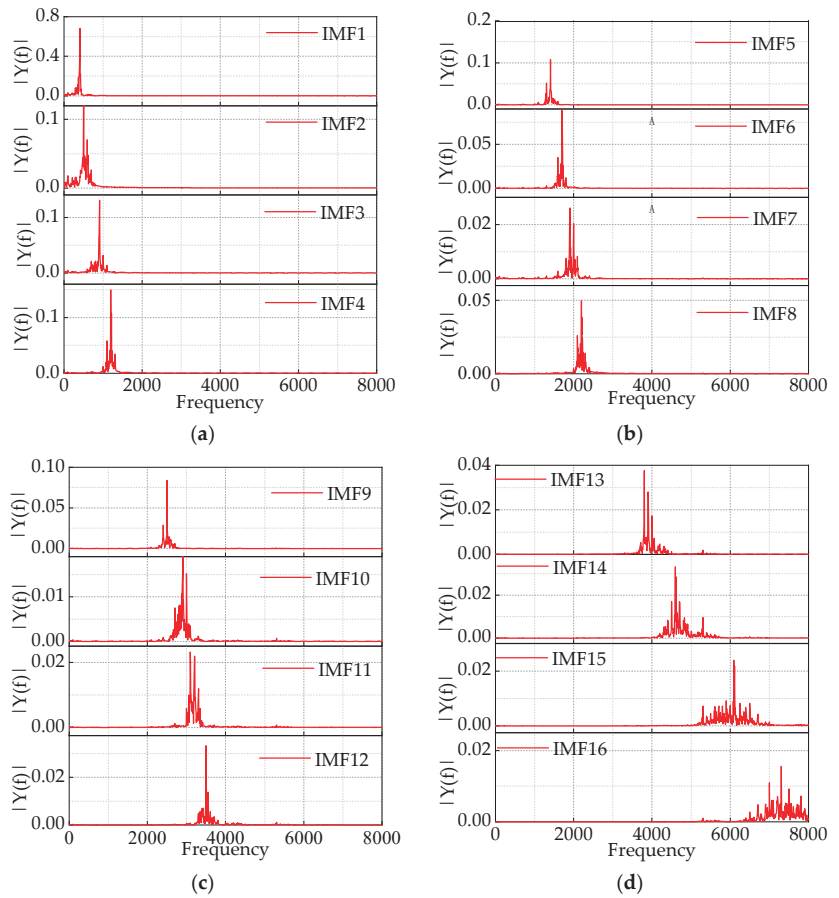 0.8
IMF1
|Y(f)|
0.4
0.0
0.1
IMF2
|Y(f)|
0.0
0.1
IMF3
|Y(f)|
0.0
IMF4
|Y(f)|
0.1
0.0
0 2000 4000 6000 8000
Frequency
(a)
0.2
IMF5
|Y(f)|
0.1
0.0
IMF6
|Y(f)|
0.05
0.00
IMF7
|Y(f)|
0.02
0.00
IMF8
|Y(f)|
0.05
0.00
0 2000 4000 6000 8000
Frequency
(b)
0.10
IMF9
|Y(f)|
0.05
0.00
IMF10
|Y(f)|
0.01
0.00
IMF11
|Y(f)|
0.02
0.00
IMF12
|Y(f)|
0.02
0.00
0 2000 4000 6000 8000
Frequency
(c)
0.04
IMF13
|Y(f)|
0.02
0.00
IMF14
|Y(f)|
0.02
0.00
IMF15
|Y(f)|
0.02
0.00
IMF16
|Y(f)|
0.02
0.00
0 2000 4000 6000 8000
Frequency
(d)